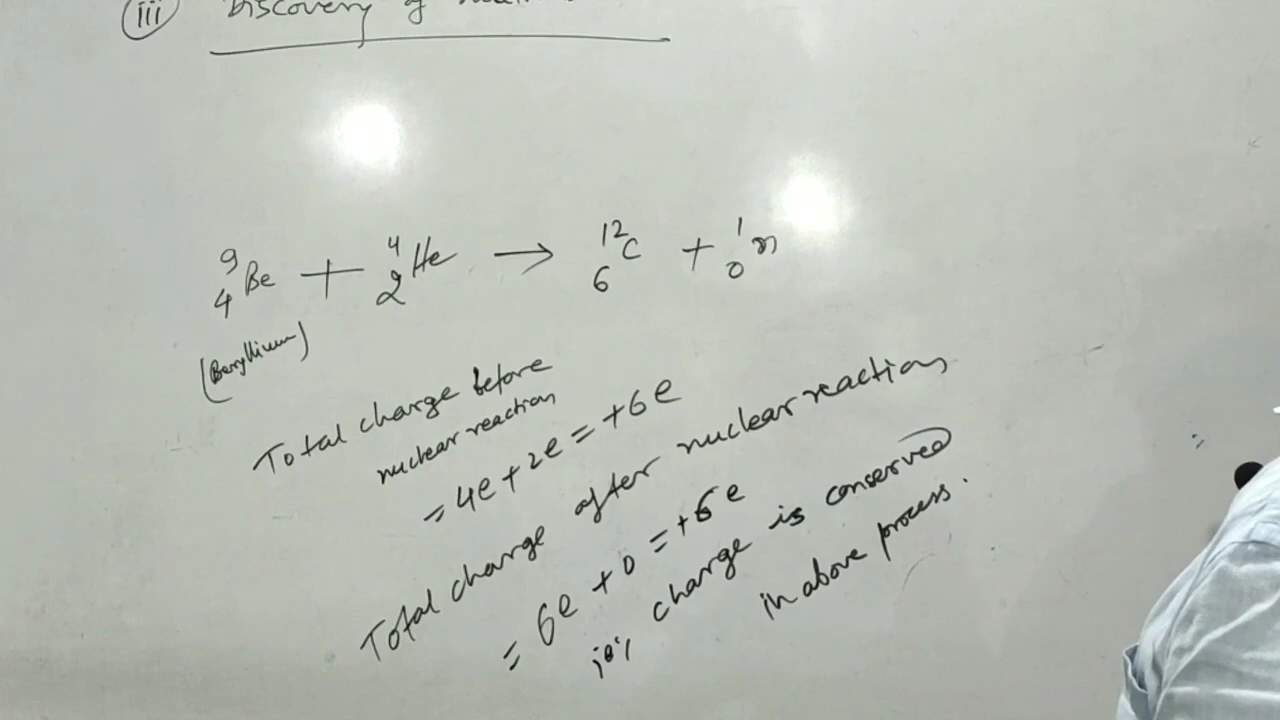 (iii) Discovery of
⁹₄Be + ⁴₂He → ¹²₆C + ¹₀n
(Beryllium)
Total charge before
nuclear reaction
= 4e + 2e = +6e
Total charge after nuclear reaction
= 6e + 0 = +6e
i.e., charge is conserved
in above process.